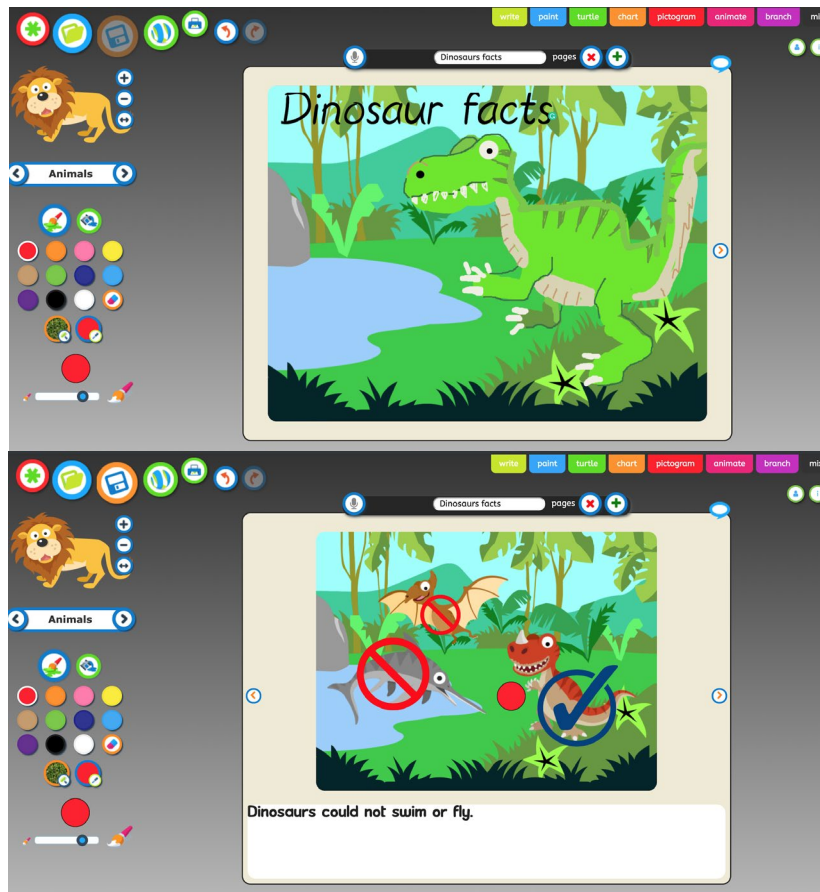 write paint turtle chart pictogram animate branch
Dinosaurs facts pages
Dinosaur facts
Animals
write paint turtle chart pictogram animate branch
Dinosaurs facts pages
Animals
Dinosaurs could not swim or fly.